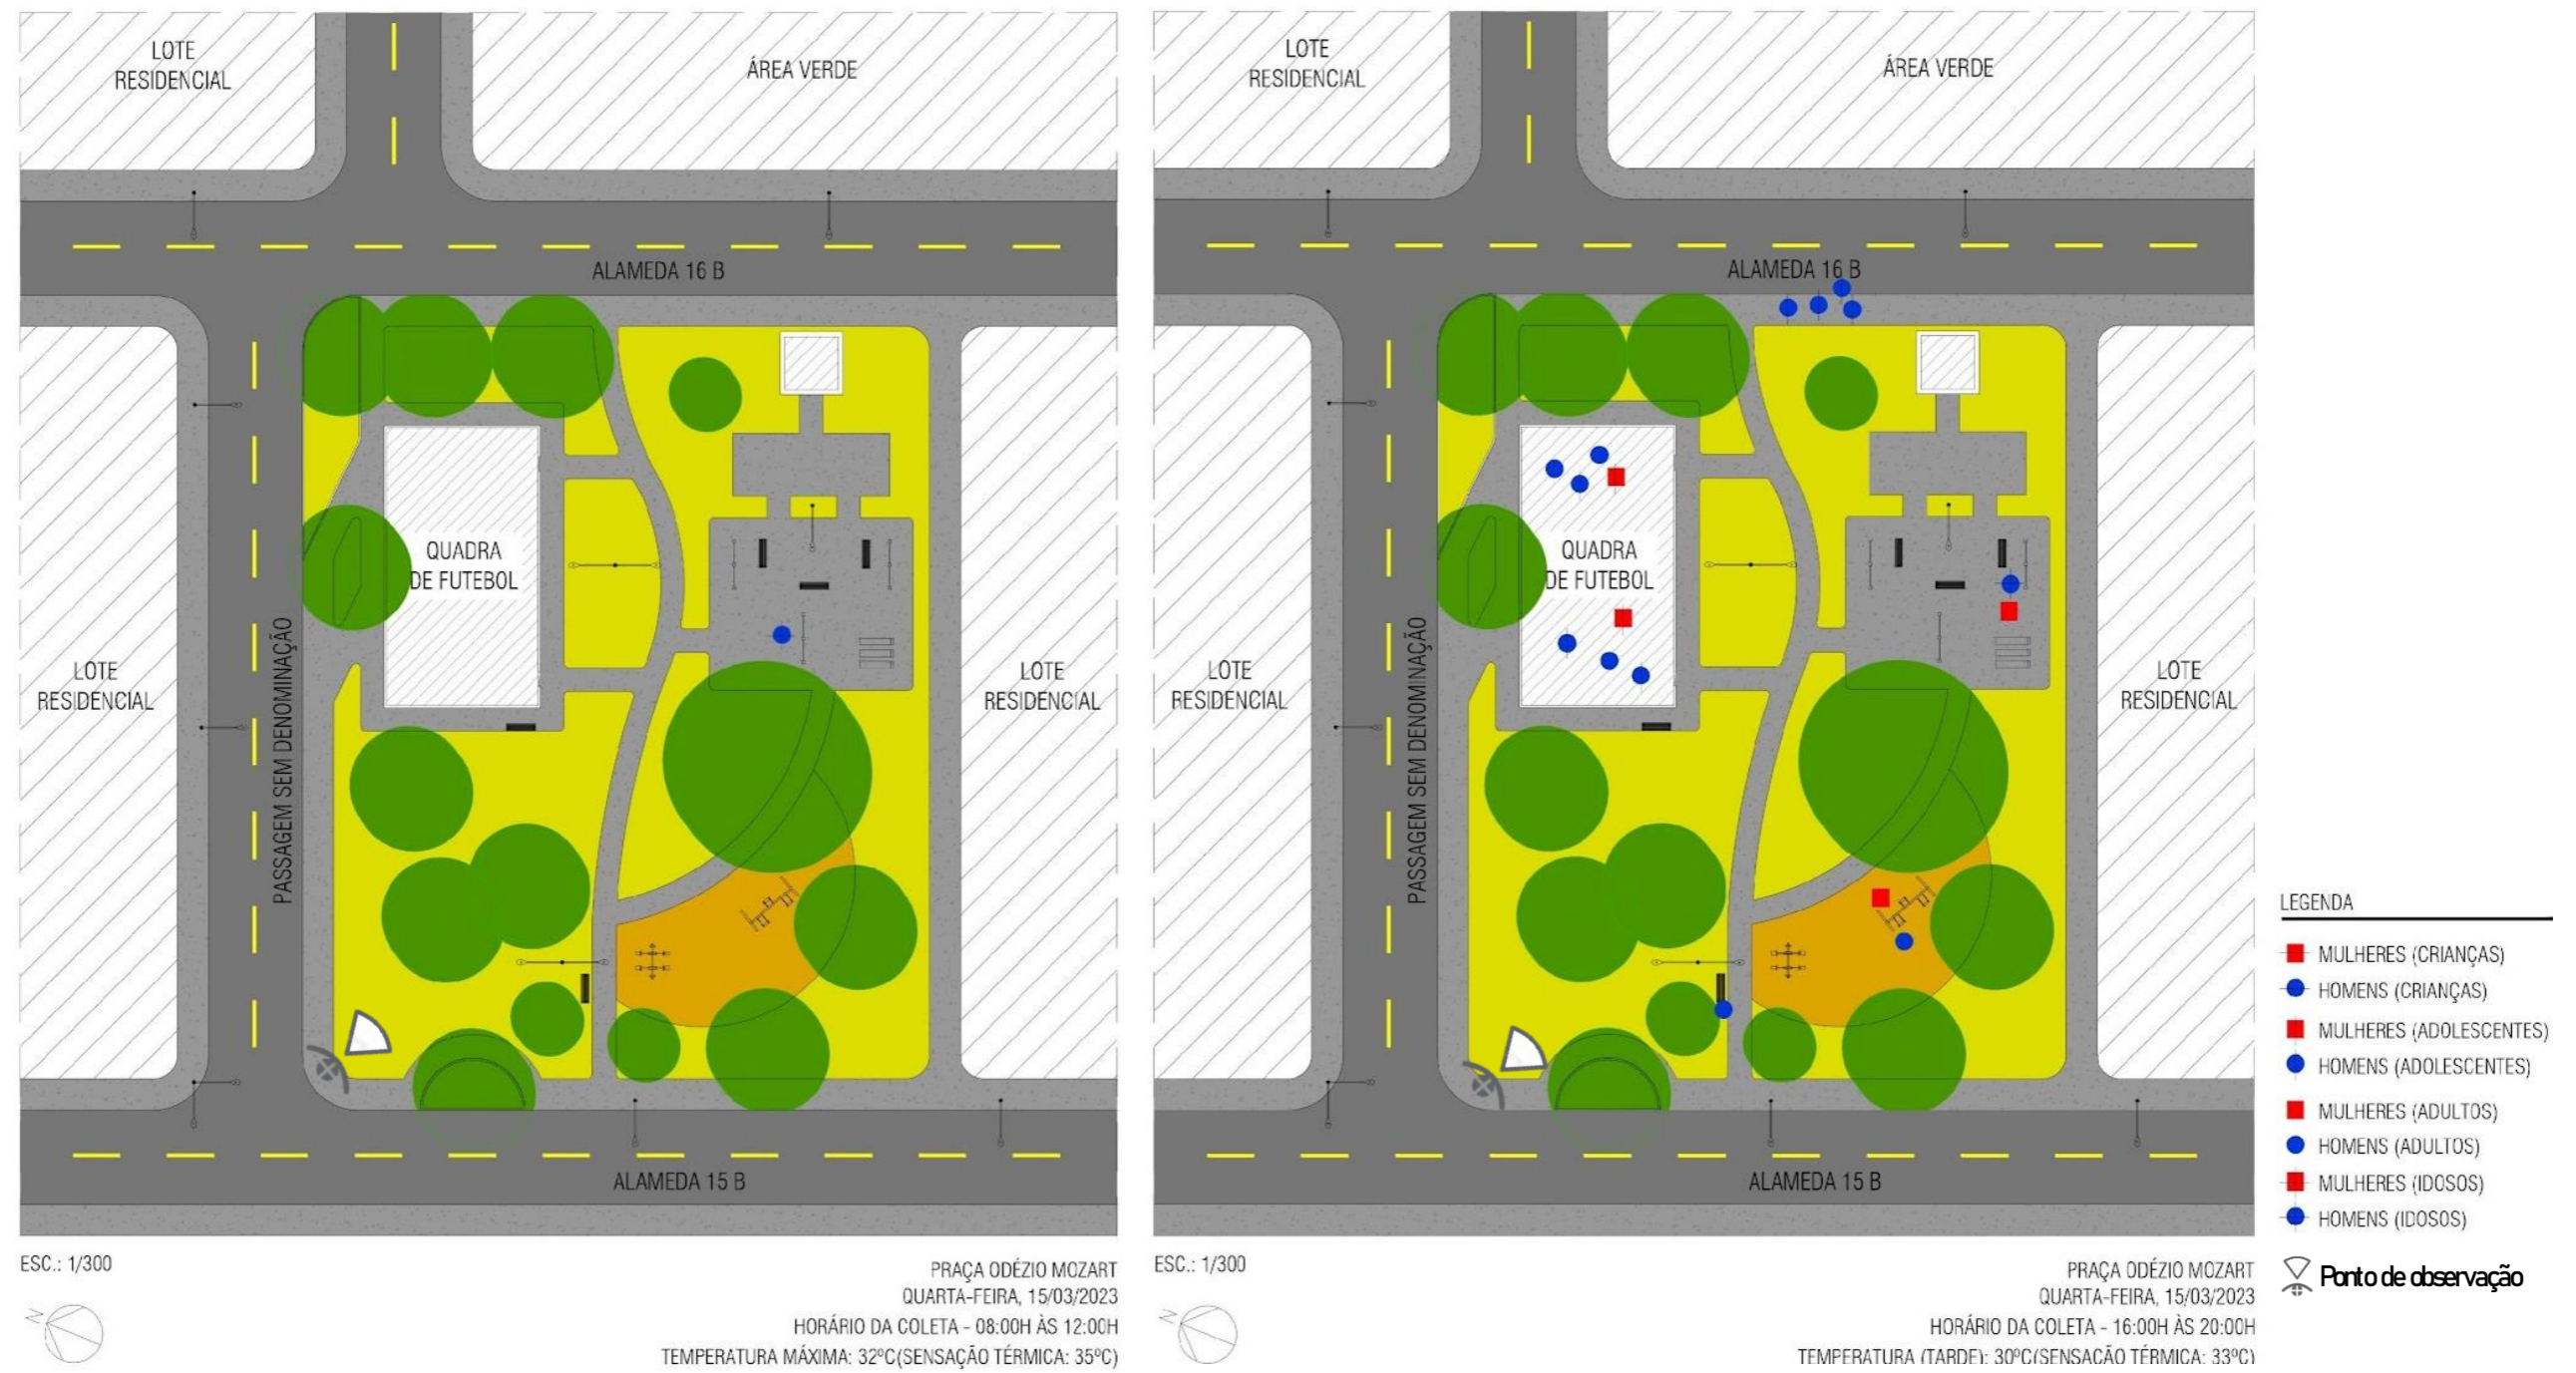 LOTE
RESIDENCIAL
ÁREA VERDE
ALAMEDA 16 B
QUADRA
DE FUTEBOL
PASSAGEM SEM DENOMINAÇÃO
LOTE
RESIDENCIAL
LOTE
RESIDENCIAL
ALAMEDA 15 B
ESC.: 1/300
N
PRAÇA ODÉZIO MOZART
QUARTA-FEIRA, 15/03/2023
HORÁRIO DA COLETA - 08:00H ÀS 12:00H
TEMPERATURA MÁXIMA: 32ºC(SENSAÇÃO TÉRMICA: 35ºC)
LOTE
RESIDENCIAL
ÁREA VERDE
ALAMEDA 16 B
QUADRA
DE FUTEBOL
PASSAGEM SEM DENOMINAÇÃO
LOTE
RESIDENCIAL
LOTE
RESIDENCIAL
ALAMEDA 15 B
ESC.: 1/300
N
PRAÇA ODÉZIO MOZART
QUARTA-FEIRA, 15/03/2023
HORÁRIO DA COLETA - 16:00H ÀS 20:00H
TEMPERATURA (TARDE): 30ºC(SENSAÇÃO TÉRMICA: 33ºC)
LEGENDA
MULHERES (CRIANÇAS)
HOMENS (CRIANÇAS)
MULHERES (ADOLESCENTES)
HOMENS (ADOLESCENTES)
MULHERES (ADULTOS)
HOMENS (ADULTOS)
MULHERES (IDOSOS)
HOMENS (IDOSOS)
Ponto de observação